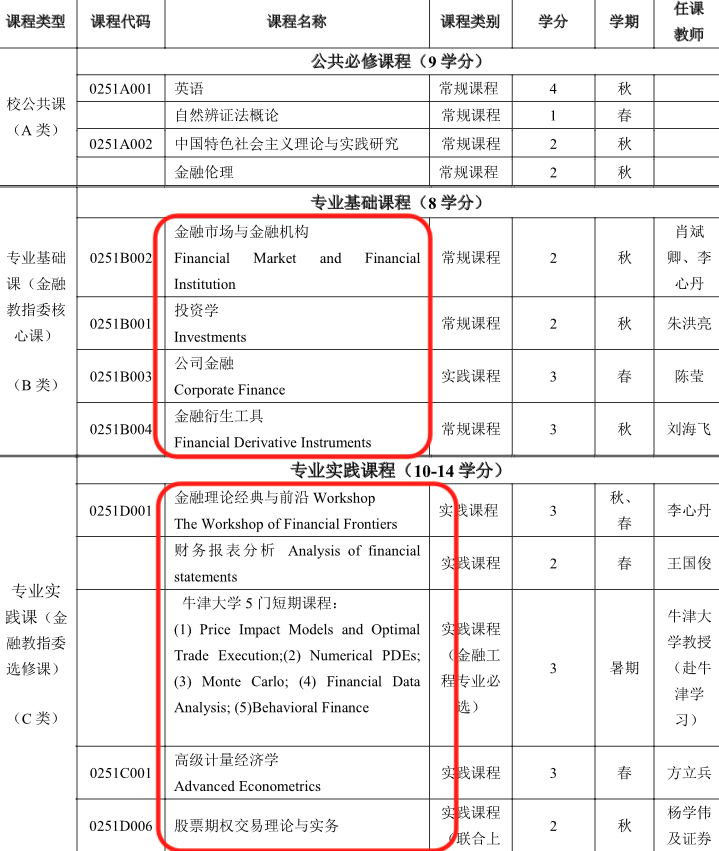 课程类型 课程代码 课程名称 课程类别 学分 学期 任课
教师
公共必修课程（9 学分）
校公共课
（A 类）
0251A001 英语 常规课程 4 秋
自然辨证法概论 常规课程 1 春
0251A002 中国特色社会主义理论与实践研究 常规课程 2 秋
金融伦理 常规课程 2 秋
专业基础课程（8 学分）
专业基础
课（金融
教指委核
心课）
（B 类）
0251B002 金融市场与金融机构
Financial Market and Financial
Institution
常规课程 2 秋 肖斌
卿、李
心丹
0251B001 投资学
Investments
常规课程 2 秋 朱洪亮
0251B003 公司金融
Corporate Finance
实践课程 3 春 陈莹
0251B004 金融衍生工具
Financial Derivative Instruments
常规课程 3 秋 刘海飞
专业实践课程（10-14 学分）
专业实
践课（金
融教指委
选修课）
（C 类）
0251D001 金融理论经典与前沿 Workshop
The Workshop of Financial Frontiers
实践课程 3 秋、
春
李心丹
财务报表分析 Analysis of financial
statements
实践课程 2 春 王国俊
牛津大学 5 门短期课程：
(1) Price Impact Models and Optimal
Trade Execution;(2) Numerical PDEs;
(3) Monte Carlo; (4) Financial Data
Analysis; (5)Behavioral Finance
实践课程
（金融工
程专业必
选）
3 暑期 牛津大
学教授
（赴牛
津学
习）
0251C001 高级计量经济学
Advanced Econometrics
实践课程 3 春 方立兵
0251D006 股票期权交易理论与实务 实践课程
（联合上
2 秋 杨学伟
及证券